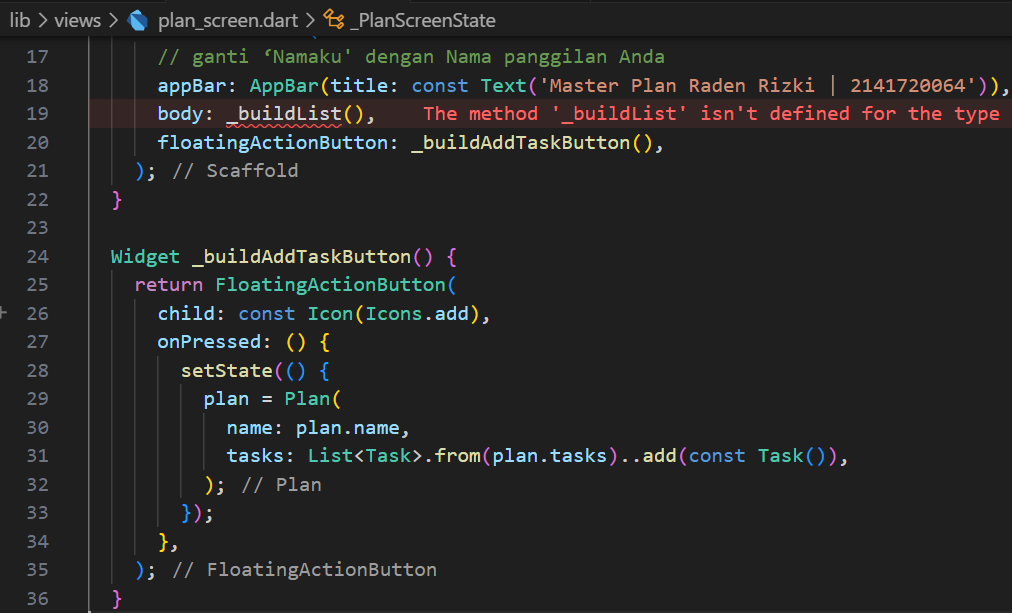 lib > views > plan_screen.dart > _PlanScreenState
17 // ganti ‘Namaku' dengan Nama panggilan Anda
18 appBar: AppBar(title: const Text('Master Plan Raden Rizki | 2141720064')),
19 body: _buildList(), The method '_buildList' isn't defined for the type
20 floatingActionButton: _buildAddTaskButton(),
21 ); // Scaffold
22 }
23
24 Widget _buildAddTaskButton() {
25 return FloatingActionButton(
26 child: const Icon(Icons.add),
27 onPressed: () {
28 setState(() {
29 plan = Plan(
30 name: plan.name,
31 tasks: List<Task>.from(plan.tasks)..add(const Task()),
32 ); // Plan
33 });
34 },
35 ); // FloatingActionButton
36 }